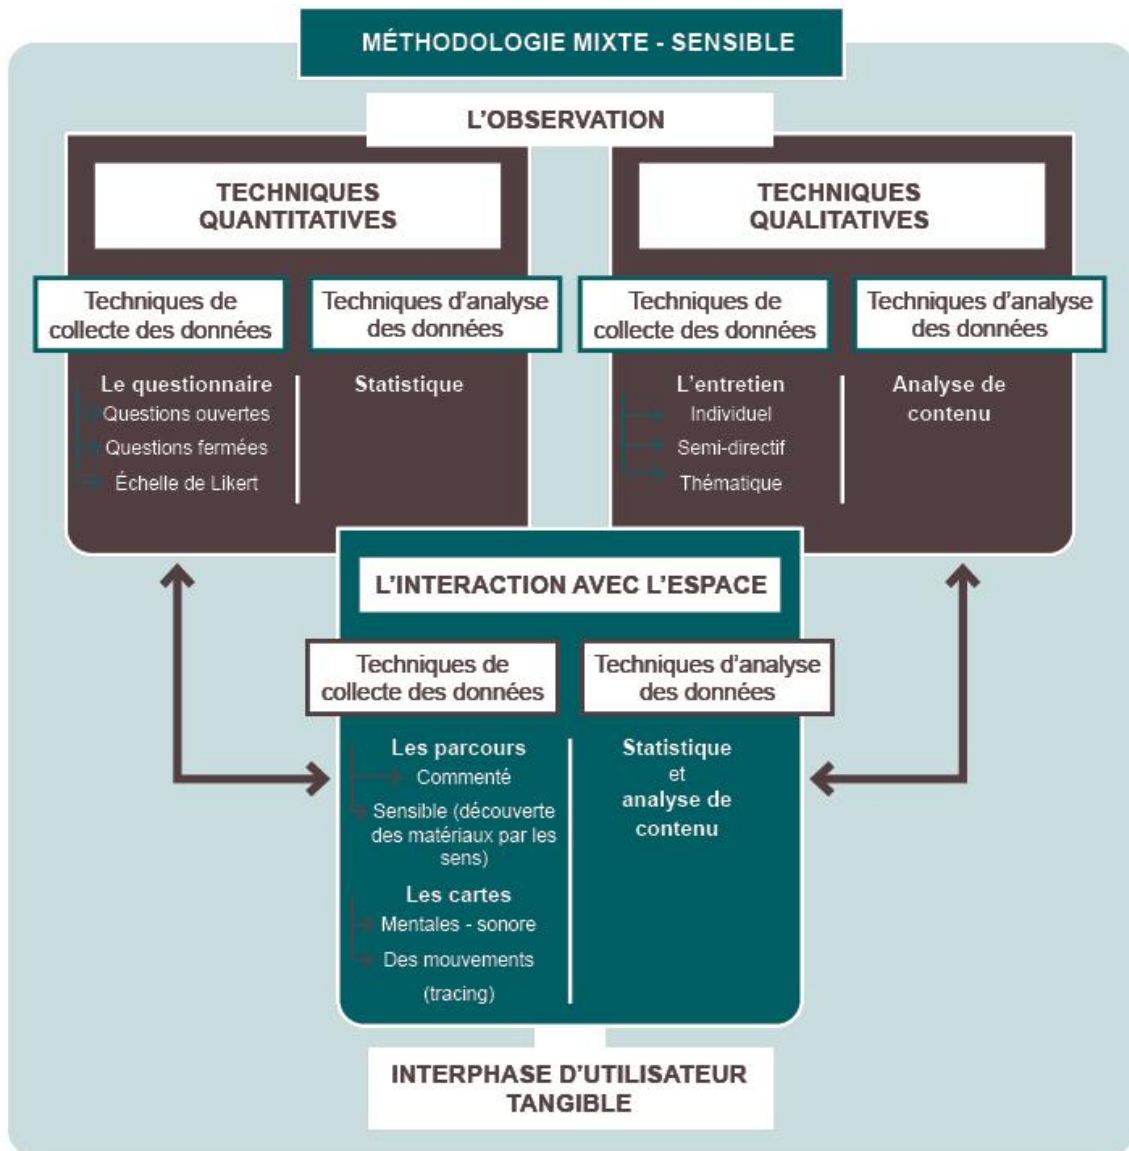 MÉTHODOLOGIE MIXTE - SENSIBLE
L'OBSERVATION
TECHNIQUES
QUANTITATIVES
Techniques de
collecte des données
Techniques d'analyse
des données
Le questionnaire
Questions ouvertes
Questions fermées
Échelle de Likert
Statistique
TECHNIQUES
QUALITATIVES
Techniques de
collecte des données
Techniques d'analyse
des données
L'entretien
Individuel
Semi-directif
Thématique
Analyse de
contenu
L'INTERACTION AVEC L'ESPACE
Techniques de
collecte des données
Techniques d'analyse
des données
Les parcours
Commenté
Sensible (découverte
des matériaux par les
sens)
Les cartes
Mentales - sonore
Des mouvements
(tracing)
Statistique
et
analyse de
contenu
INTERPHASE D'UTILISATEUR
TANGIBLE